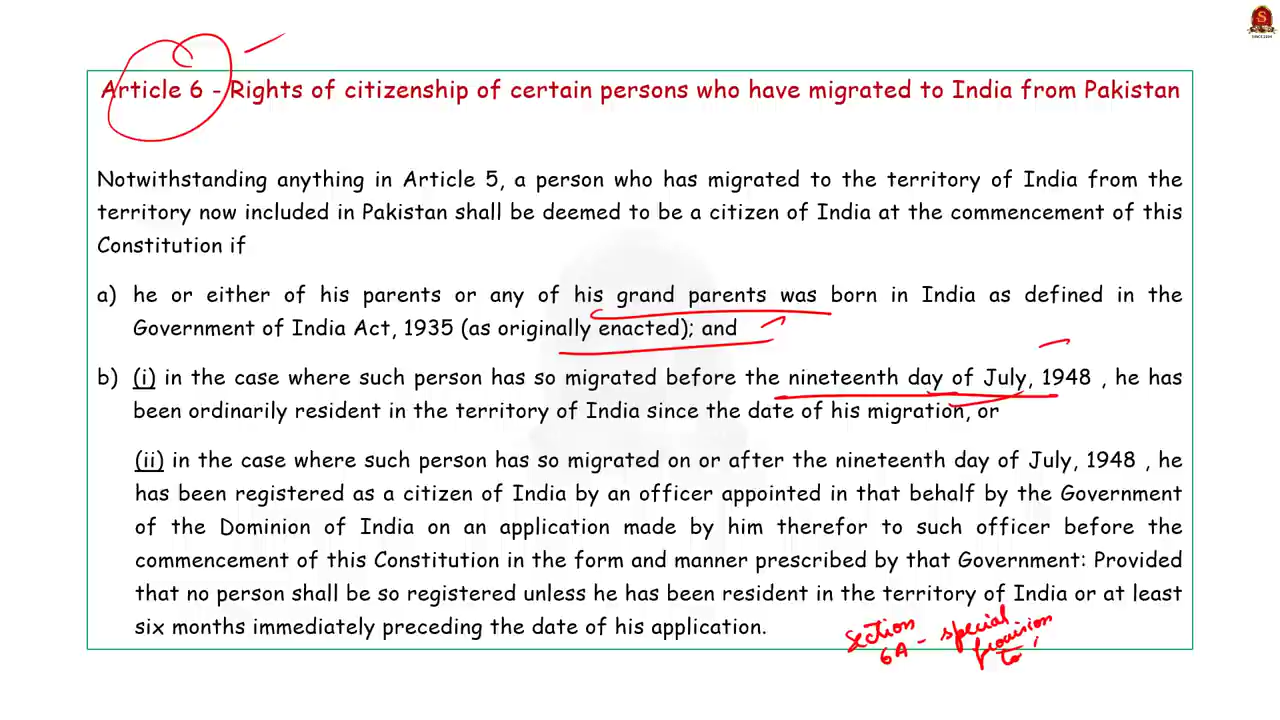 Article 6 - Rights of citizenship of certain persons who have migrated to India from Pakistan
Notwithstanding anything in Article 5, a person who has migrated to the territory of India from the
territory now included in Pakistan shall be deemed to be a citizen of India at the commencement of this
Constitution if
a) he or either of his parents or any of his grand parents was born in India as defined in the
Government of India Act, 1935 (as originally enacted); and
b) (i) in the case where such person has so migrated before the nineteenth day of July, 1948 , he has
been ordinarily resident in the territory of India since the date of his migration, or
(ii) in the case where such person has so migrated on or after the nineteenth day of July, 1948 , he
has been registered as a citizen of India by an officer appointed in that behalf by the Government
of the Dominion of India on an application made by him therefor to such officer before the
commencement of this Constitution in the form and manner prescribed by that Government: Provided
that no person shall be so registered unless he has been resident in the territory of India or at least
six months immediately preceding the date of his application.
Section
6A - special
provision
to